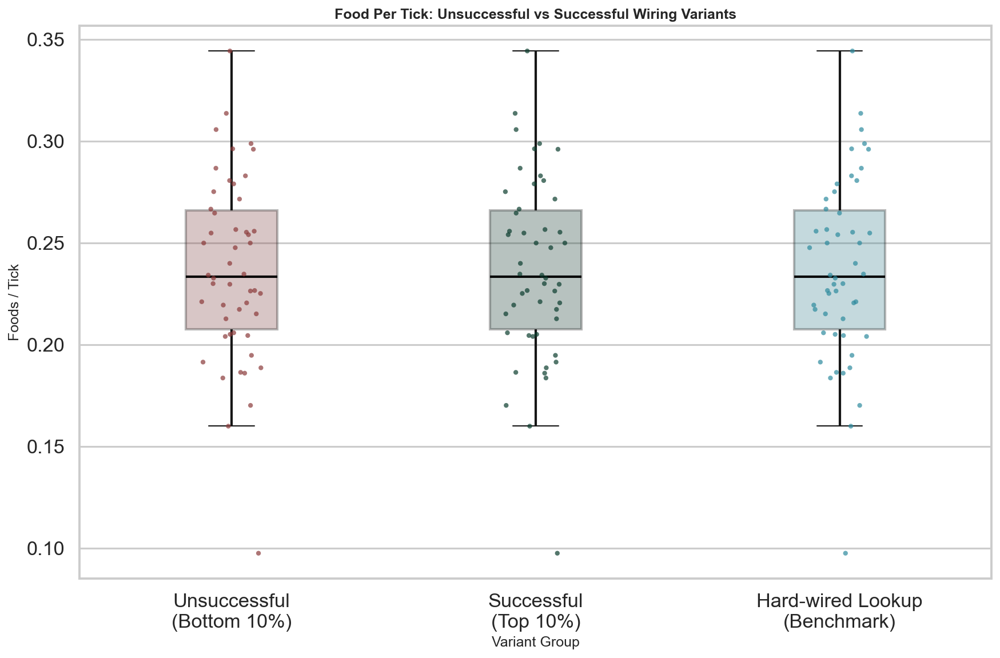 Food Per Tick: Unsuccessful vs Successful Wiring Variants
0.35
0.30
0.25
0.20
0.15
0.10
Foods / Tick
Unsuccessful
(Bottom 10%)
Successful
(Top 10%)
Hard-wired Lookup
(Benchmark)
Variant Group